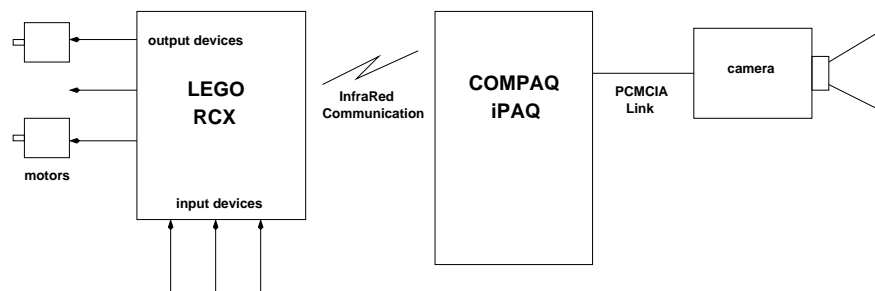 output devices
LEGO
RCX
motors
input devices
InfraRed
Communication
COMPAQ
iPAQ
PCMCIA
Link
camera